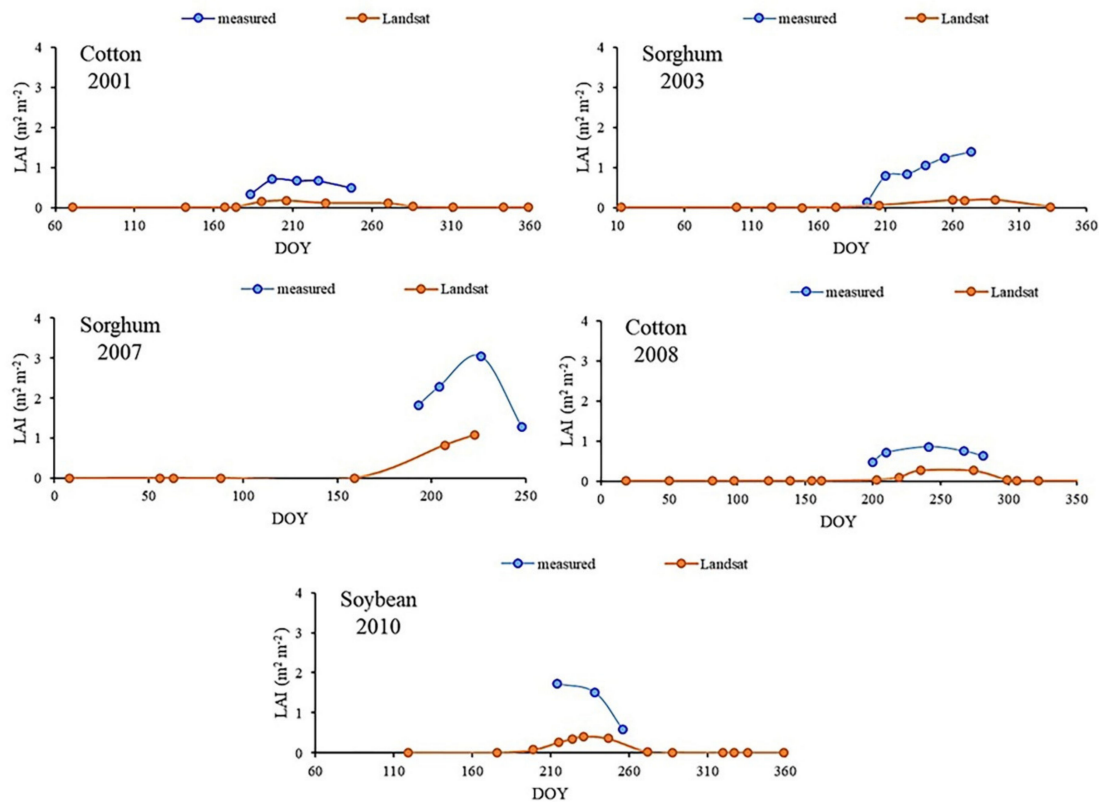 measured Landsat
Cotton
2001
LAI (m² m⁻²)
4
3
2
1
0
60 110 160 210 260 310 360
DOY
measured Landsat
Sorghum
2003
LAI (m² m⁻²)
4
3
2
1
0
10 60 110 160 210 260 310 360
DOY
measured Landsat
Sorghum
2007
LAI (m² m⁻²)
4
3
2
1
0
0 50 100 150 200 250
DOY
measured Landsat
Cotton
2008
LAI (m² m⁻²)
4
3
2
1
0
0 50 100 150 200 250 300 350
DOY
measured Landsat
Soybean
2010
LAI (m² m⁻²)
4
3
2
1
0
60 110 160 210 260 310 360
DOY